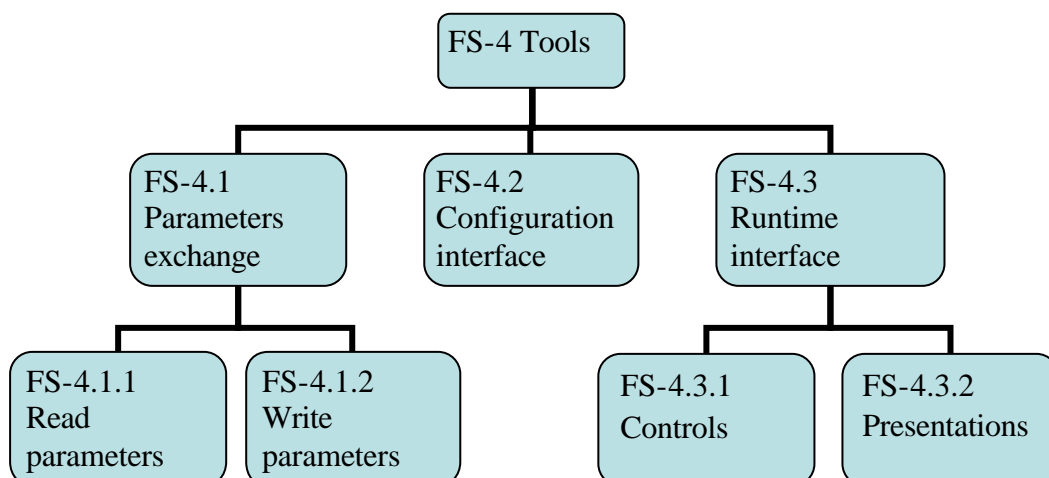 FS-4 Tools
FS-4.1
Parameters
exchange
FS-4.2
Configuration
interface
FS-4.3
Runtime
interface
FS-4.1.1
Read
parameters
FS-4.1.2
Write
parameters
FS-4.3.1
Controls
FS-4.3.2
Presentations